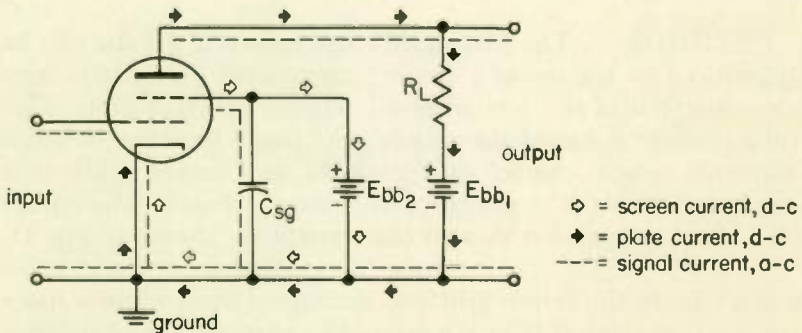 R_L
output
input
C_sg
+
E_bb2
-
+
E_bb1
-
⇨ = screen current, d-c
➧ = plate current, d-c
--- = signal current, a-c
ground